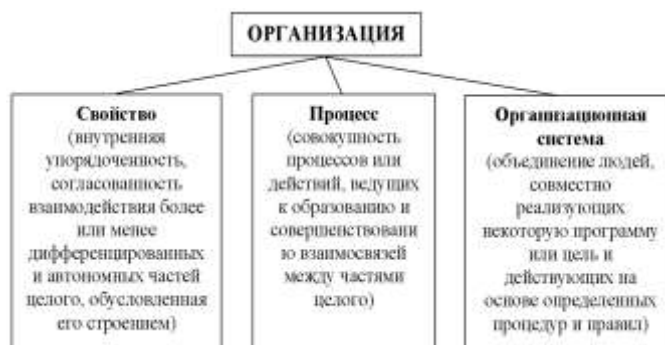 ОРГАНИЗАЦИЯ
Свойство
(внутренняя
упорядоченность,
согласованность
взаимодействия более
или менее
дифференцированных
и автономных частей
целого, обусловленная
его строением)
Процесс
(совокупность
процессов или
действий, ведущих
к образованию и
совершенствовани
ю взаимосвязей
между частями
целого)
Организационная
система
(объединение людей,
совместно
реализующих
некоторую программу
или цель и
действующих на
основе определенных
процедур и правил)